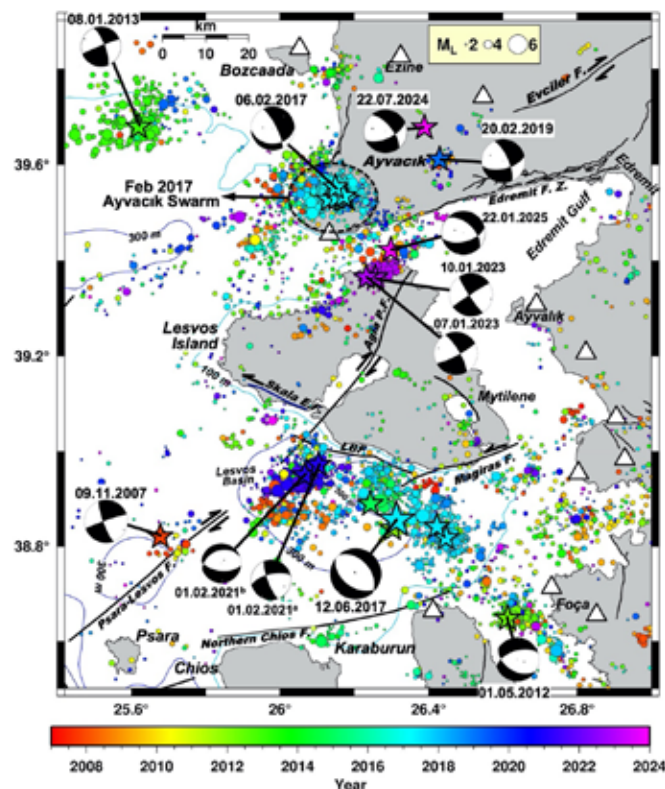 08.01.2013
km
0 10 20
Bozcaada
Ezine
M_L · 2 4 6
Evciler F.
06.02.2017
22.07.2024
20.02.2019
Ayvacık
39.6°
Feb 2017
Ayvacık Swarm
Edremit F. Z.
Edremit
Edremit Gulf
22.01.2025
300 m
10.01.2023
07.01.2023
Ayvalık
Lesvos
Island
39.2°
100 m
Skala E.F.
Mytilene
LBF
Lesvos
Basin
Magiras F.
09.11.2007
38.8°
300 m
300 m
Psara-Lesvos F.
01.02.2021ᵇ
01.02.2021ᵃ
12.06.2017
Foça
Psara
Northern Chios F.
Karaburun
Chios
01.05.2012
25.6° 26° 26.4° 26.8°
2008 2010 2012 2014 2016 2018 2020 2022 2024
Year